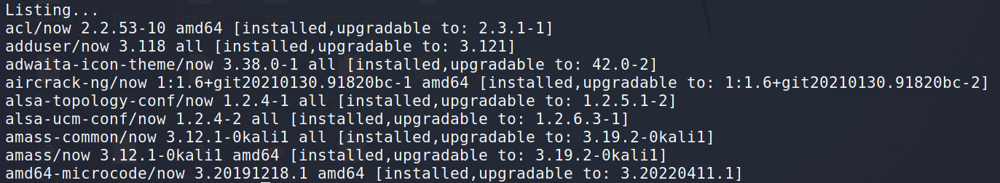 Listing...
acl/now 2.2.53-10 amd64 [installed,upgradable to: 2.3.1-1]
adduser/now 3.118 all [installed,upgradable to: 3.121]
adwaita-icon-theme/now 3.38.0-1 all [installed,upgradable to: 42.0-2]
aircrack-ng/now 1:1.6+git20210130.91820bc-1 amd64 [installed,upgradable to: 1:1.6+git20210130.91820bc-2]
alsa-topology-conf/now 1.2.4-1 all [installed,upgradable to: 1.2.5.1-2]
alsa-ucm-conf/now 1.2.4-2 all [installed,upgradable to: 1.2.6.3-1]
amass-common/now 3.12.1-0kali1 all [installed,upgradable to: 3.19.2-0kali1]
amass/now 3.12.1-0kali1 amd64 [installed,upgradable to: 3.19.2-0kali1]
amd64-microcode/now 3.20191218.1 amd64 [installed,upgradable to: 3.20220411.1]